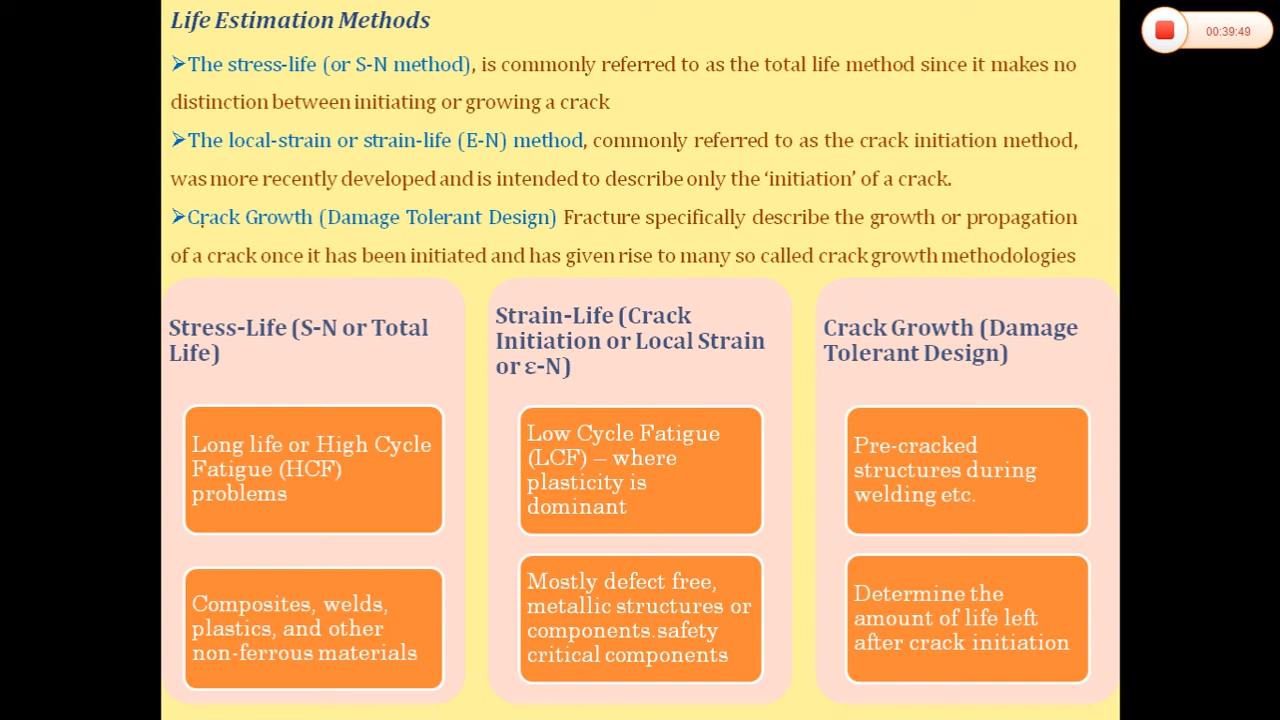 Life Estimation Methods
00:39:49
➢The stress-life (or S-N method), is commonly referred to as the total life method since it makes no
distinction between initiating or growing a crack
➢The local-strain or strain-life (E-N) method, commonly referred to as the crack initiation method,
was more recently developed and is intended to describe only the ‘initiation’ of a crack.
➢Crack Growth (Damage Tolerant Design) Fracture specifically describe the growth or propagation
of a crack once it has been initiated and has given rise to many so called crack growth methodologies
Stress-Life (S-N or Total
Life)
Long life or High Cycle
Fatigue (HCF)
problems
Composites, welds,
plastics, and other
non-ferrous materials
Strain-Life (Crack
Initiation or Local Strain
or ε-N)
Low Cycle Fatigue
(LCF) – where
plasticity is
dominant
Mostly defect free,
metallic structures or
components.safety
critical components
Crack Growth (Damage
Tolerant Design)
Pre-cracked
structures during
welding etc.
Determine the
amount of life left
after crack initiation